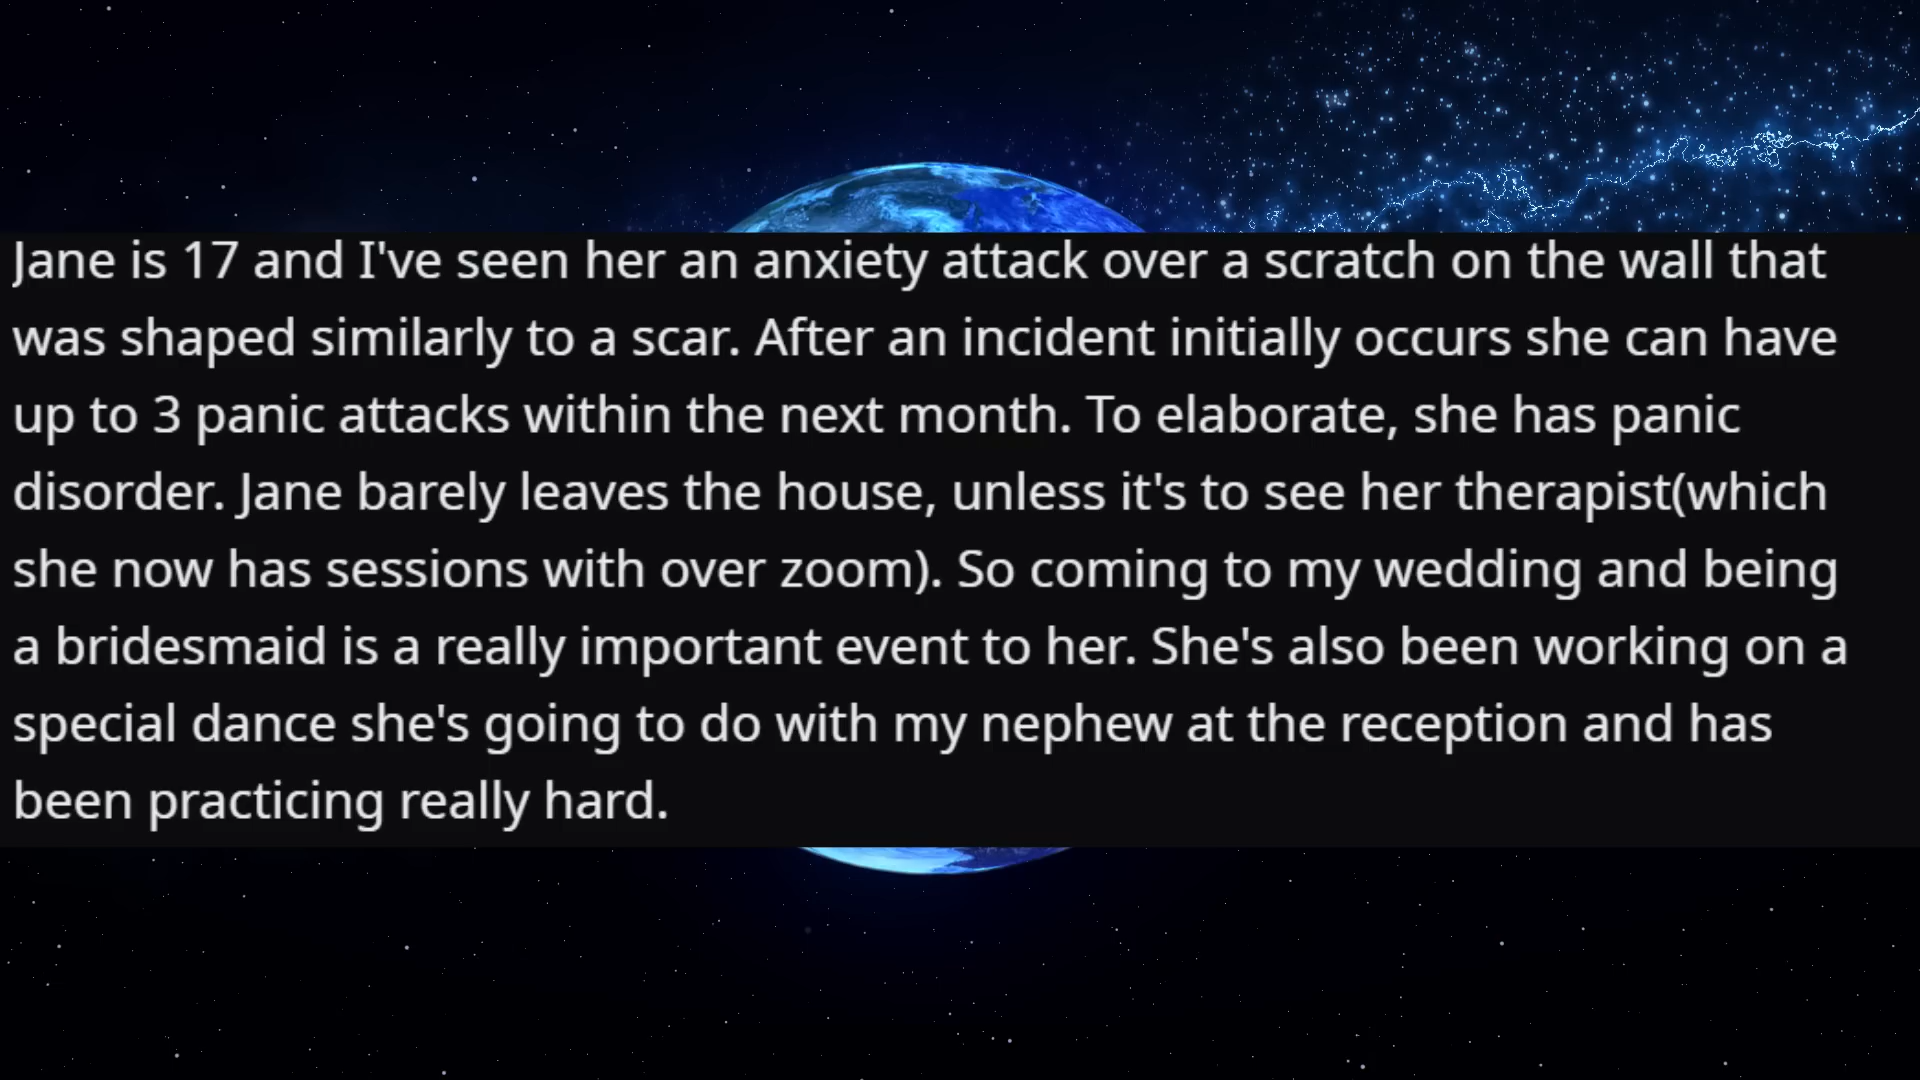 Jane is 17 and I've seen her an anxiety attack over a scratch on the wall that
was shaped similarly to a scar. After an incident initially occurs she can have
up to 3 panic attacks within the next month. To elaborate, she has panic
disorder. Jane barely leaves the house, unless it's to see her therapist(which
she now has sessions with over zoom). So coming to my wedding and being
a bridesmaid is a really important event to her. She's also been working on a
special dance she's going to do with my nephew at the reception and has
been practicing really hard.